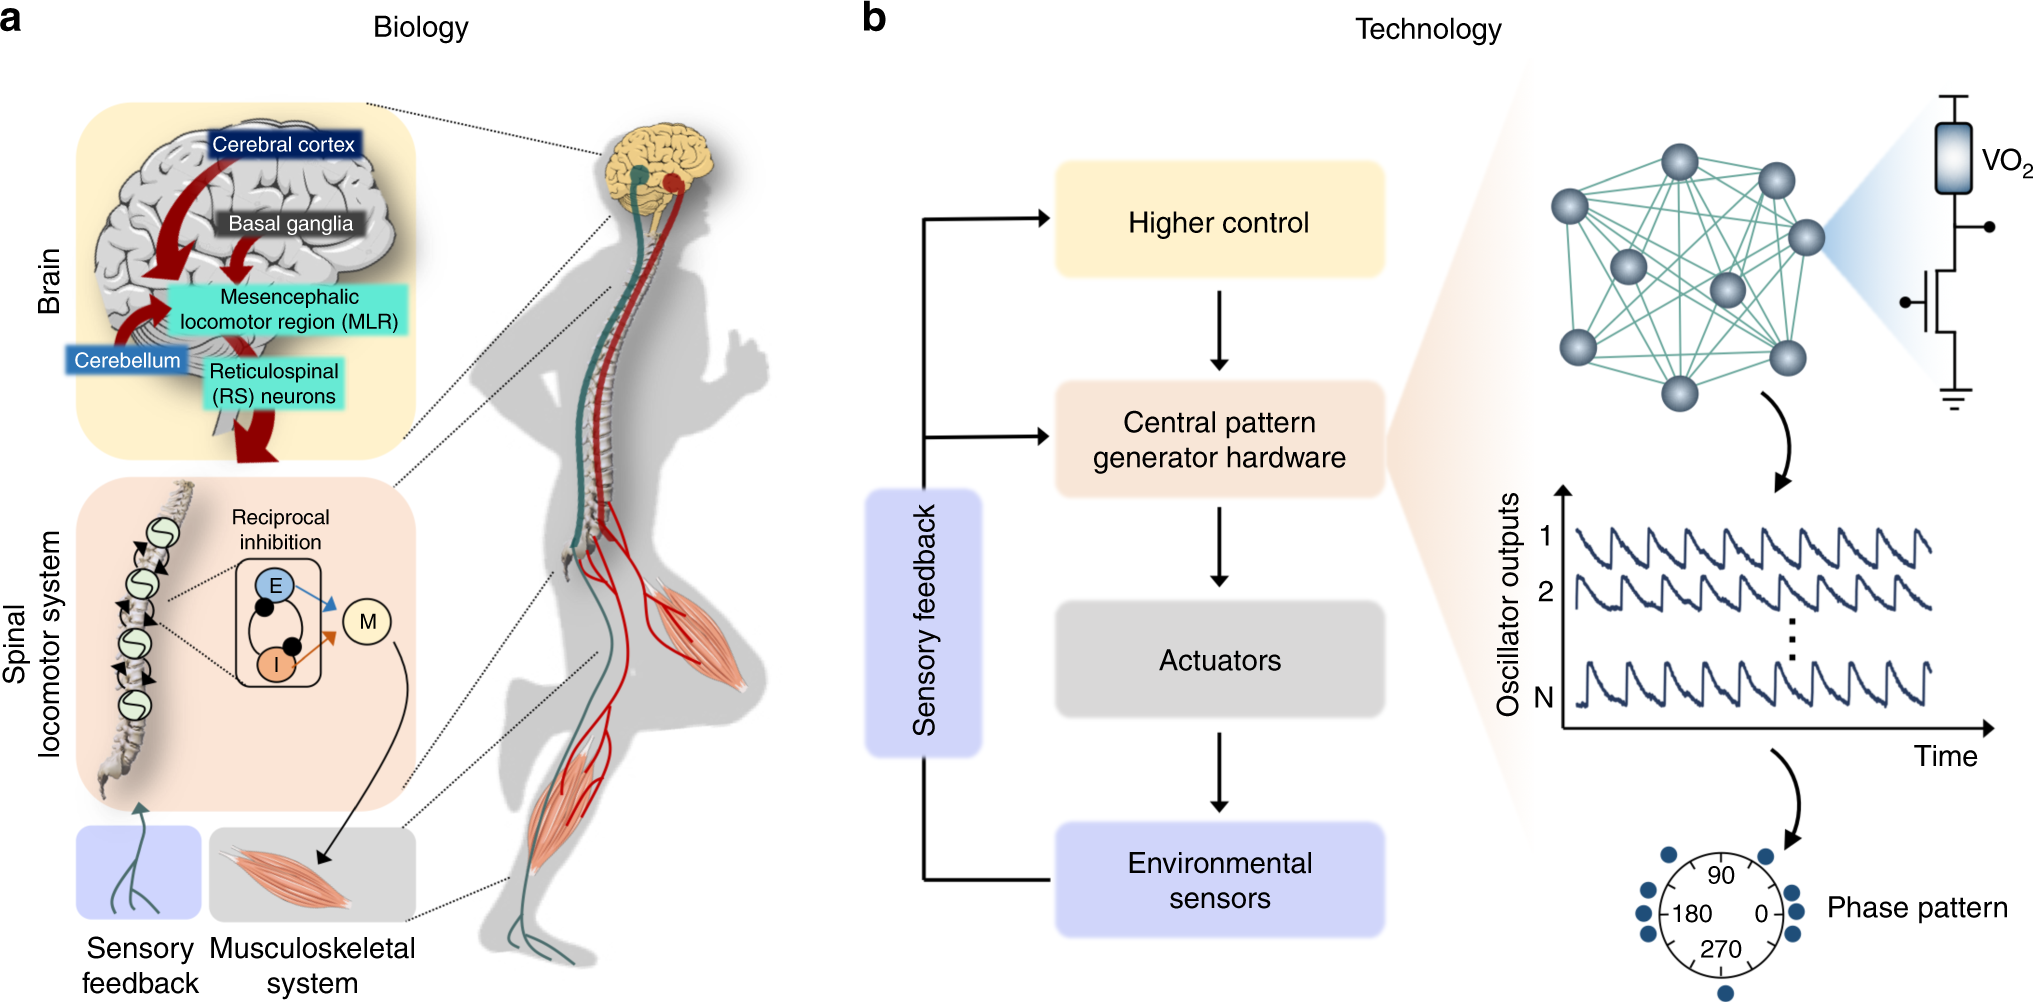 a
Biology
Brain
Cerebral cortex
Basal ganglia
Mesencephalic
locomotor region (MLR)
Cerebellum
Reticulospinal
(RS) neurons
Spinal
locomotor system
Reciprocal
inhibition
E
I
M
Sensory
feedback
Musculoskeletal
system
b
Technology
Higher control
Central pattern
generator hardware
Actuators
Environmental
sensors
Sensory feedback
VO2
Oscillator outputs
1
2
N
Time
90
180
0
270
Phase pattern